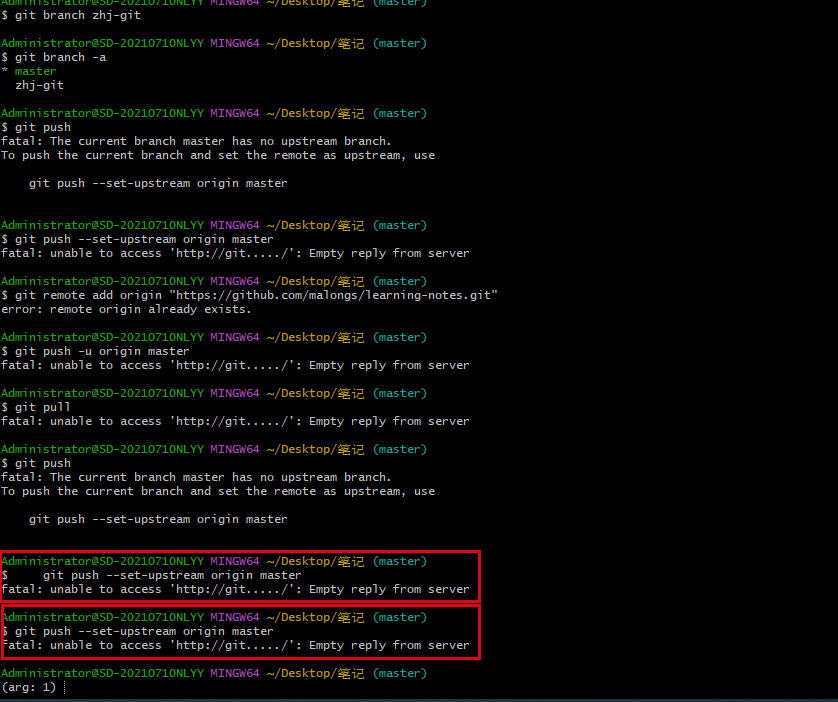 Administrator@SD-20210710NLYY MINGW64 ~/Desktop/笔记 (master)
$ git branch zhj-git
Administrator@SD-20210710NLYY MINGW64 ~/Desktop/笔记 (master)
$ git branch -a
* master
  zhj-git
Administrator@SD-20210710NLYY MINGW64 ~/Desktop/笔记 (master)
$ git push
fatal: The current branch master has no upstream branch.
To push the current branch and set the remote as upstream, use
    git push --set-upstream origin master
Administrator@SD-20210710NLYY MINGW64 ~/Desktop/笔记 (master)
$ git push --set-upstream origin master
fatal: unable to access 'http://git...../': Empty reply from server
Administrator@SD-20210710NLYY MINGW64 ~/Desktop/笔记 (master)
$ git remote add origin "https://github.com/malongs/learning-notes.git"
error: remote origin already exists.
Administrator@SD-20210710NLYY MINGW64 ~/Desktop/笔记 (master)
$ git push -u origin master
fatal: unable to access 'http://git...../': Empty reply from server
Administrator@SD-20210710NLYY MINGW64 ~/Desktop/笔记 (master)
$ git pull
fatal: unable to access 'http://git...../': Empty reply from server
Administrator@SD-20210710NLYY MINGW64 ~/Desktop/笔记 (master)
$ git push
fatal: The current branch master has no upstream branch.
To push the current branch and set the remote as upstream, use
    git push --set-upstream origin master
Administrator@SD-20210710NLYY MINGW64 ~/Desktop/笔记 (master)
$     git push --set-upstream origin master
fatal: unable to access 'http://git...../': Empty reply from server
Administrator@SD-20210710NLYY MINGW64 ~/Desktop/笔记 (master)
$ git push --set-upstream origin master
fatal: unable to access 'http://git...../': Empty reply from server
Administrator@SD-20210710NLYY MINGW64 ~/Desktop/笔记 (master)
(arg: 1)